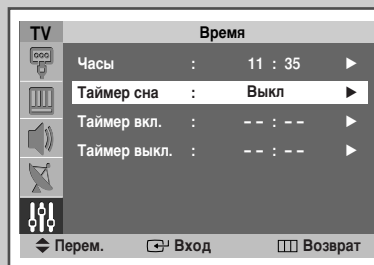 TV Время
Часы : 11 : 35
Таймер сна : Выкл
Таймер вкл. : -- : --
Таймер выкл. : -- : --
Перем. Вход Возврат